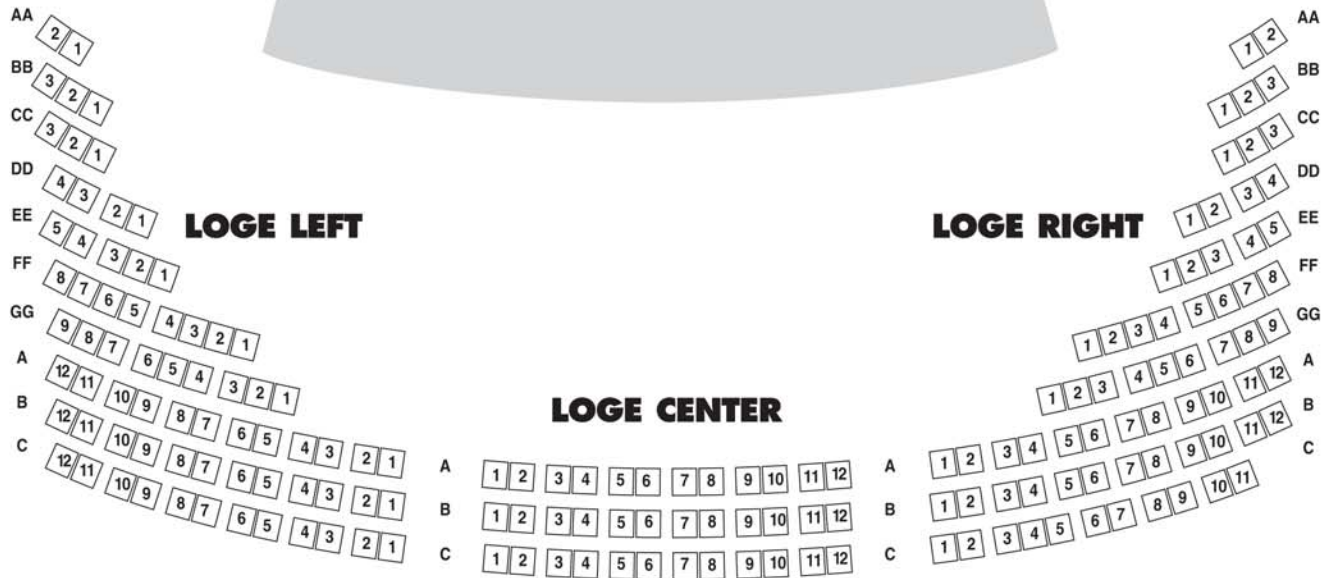 AA 2 1
BB 3 2 1
CC 3 2 1
DD 4 3 2 1
EE 5 4 3 2 1
FF 8 7 6 5 4 3 2 1
GG 9 8 7 6 5 4 3 2 1
A 12 11 10 9 8 7 6 5 4 3 2 1
B 12 11 10 9 8 7 6 5 4 3 2 1
C 12 11 10 9 8 7 6 5 4 3 2 1
LOGE LEFT
LOGE CENTER
A 1 2 3 4 5 6 7 8 9 10 11 12 A
B 1 2 3 4 5 6 7 8 9 10 11 12 B
C 1 2 3 4 5 6 7 8 9 10 11 12 C
LOGE RIGHT
1 2 AA
1 2 3 BB
1 2 3 CC
1 2 3 4 DD
1 2 3 4 5 EE
1 2 3 4 5 6 7 8 FF
1 2 3 4 5 6 7 8 9 GG
1 2 3 4 5 6 7 8 9 10 11 12 A
1 2 3 4 5 6 7 8 9 10 11 12 B
1 2 3 4 5 6 7 8 9 10 11 C